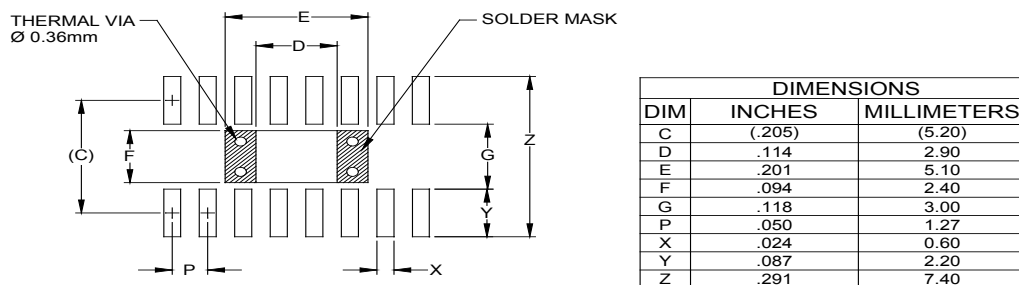 THERMAL VIA
Ø 0.36mm
E
SOLDER MASK
D
(C)
F
G
Z
Y
P
X
DIMENSIONS
DIM INCHES MILLIMETERS
C (.205) (5.20)
D .114 2.90
E .201 5.10
F .094 2.40
G .118 3.00
P .050 1.27
X .024 0.60
Y .087 2.20
Z .291 7.40